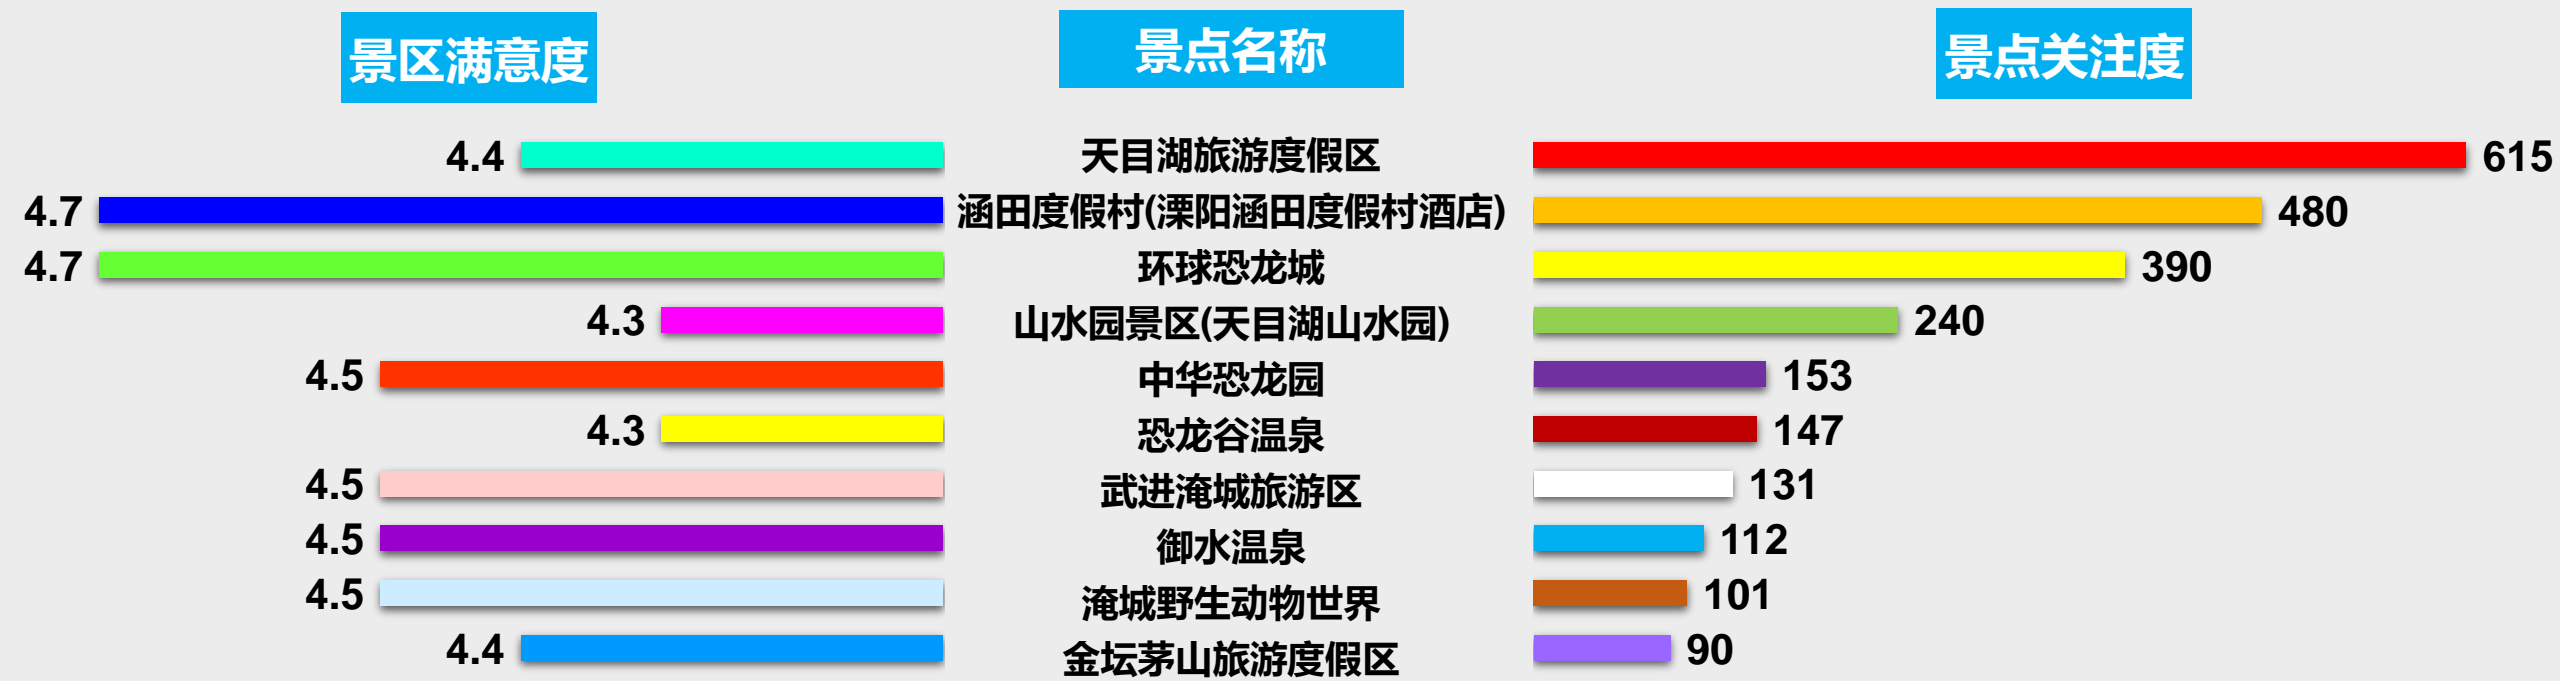 景区满意度 景点名称 景点关注度
4.4 天目湖旅游度假区 615
4.7 涵田度假村(溧阳涵田度假村酒店) 480
4.7 环球恐龙城 390
4.3 山水园景区(天目湖山水园) 240
4.5 中华恐龙园 153
4.3 恐龙谷温泉 147
4.5 武进淹城旅游区 131
4.5 御水温泉 112
4.5 淹城野生动物世界 101
4.4 金坛茅山旅游度假区 90